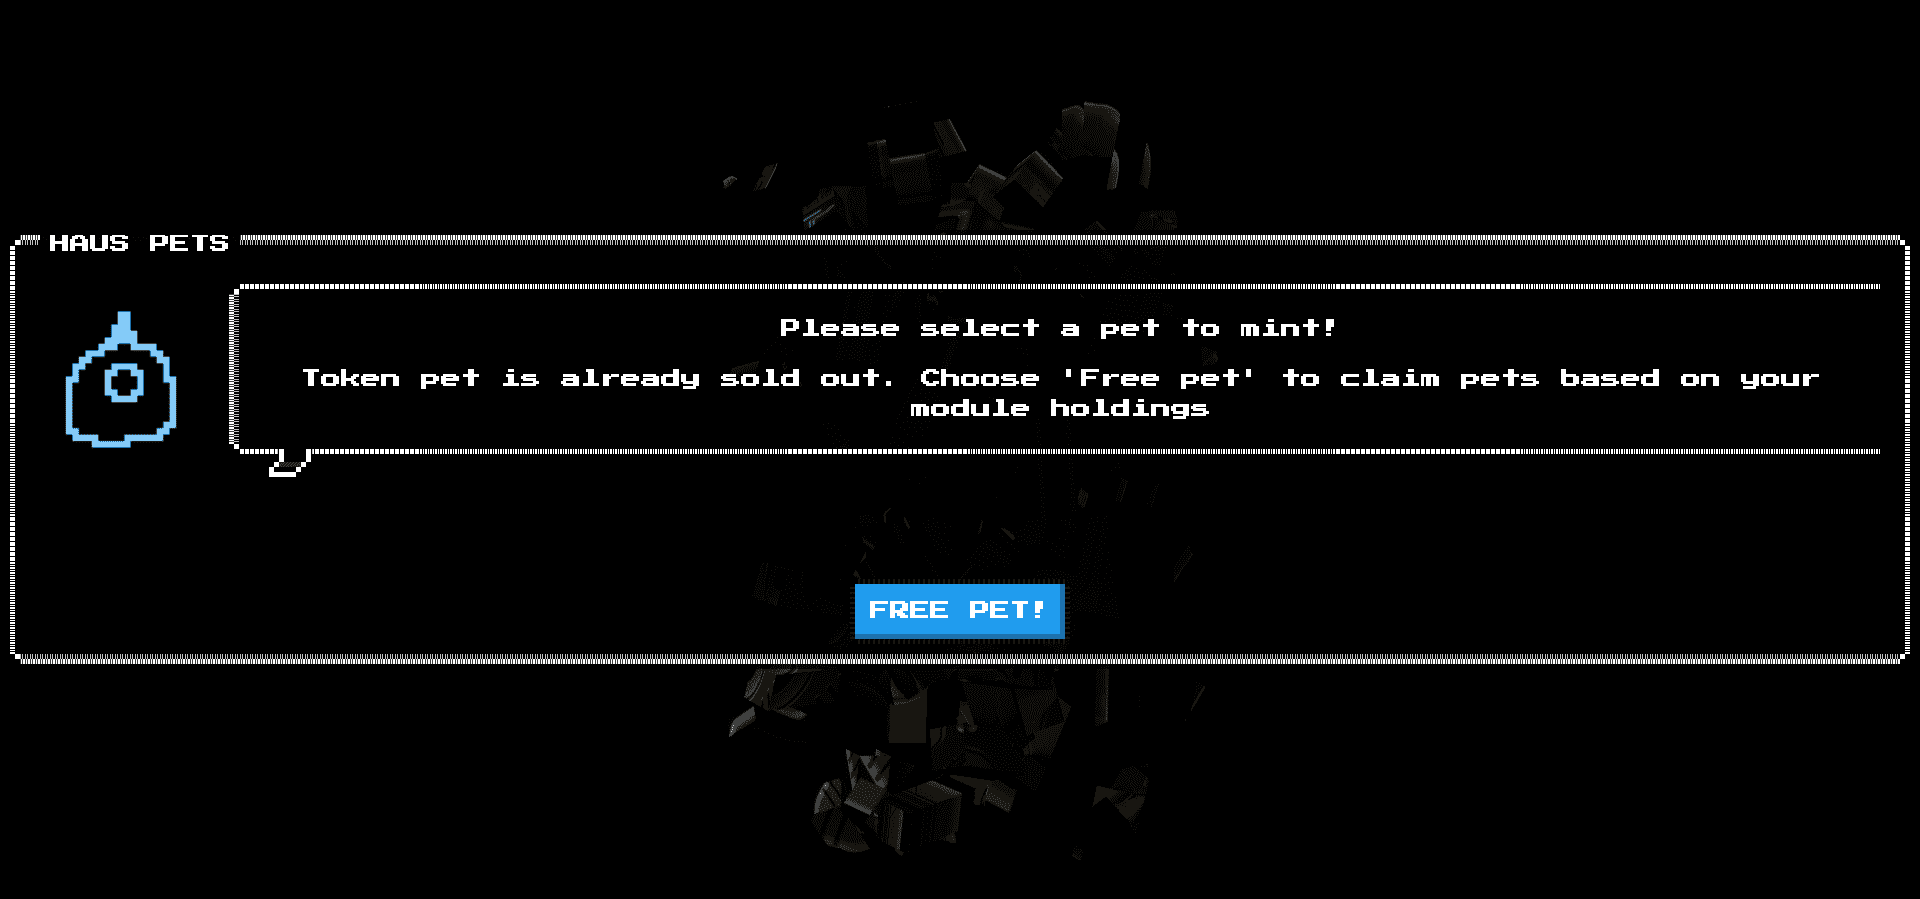 HAUS PETS
Please select a pet to mint!
Token pet is already sold out. Choose 'Free pet' to claim pets based on your
module holdings
FREE PET!